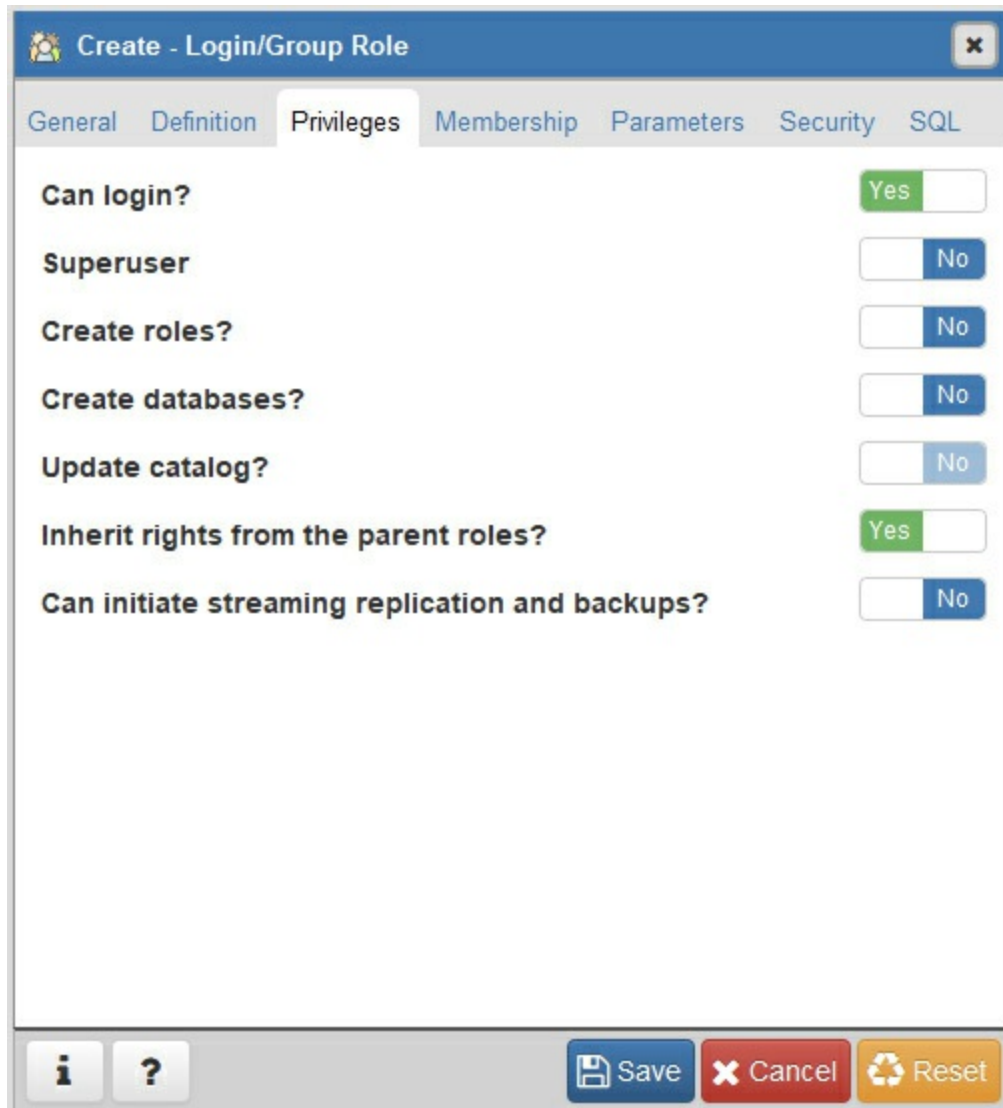 Create - Login/Group Role
General Definition Privileges Membership Parameters Security SQL
Can login? Yes
Superuser No
Create roles? No
Create databases? No
Update catalog? No
Inherit rights from the parent roles? Yes
Can initiate streaming replication and backups? No
i ? Save Cancel Reset